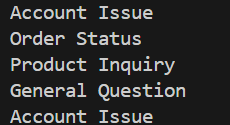 Account Issue
Order Status
Product Inquiry
General Question
Account Issue